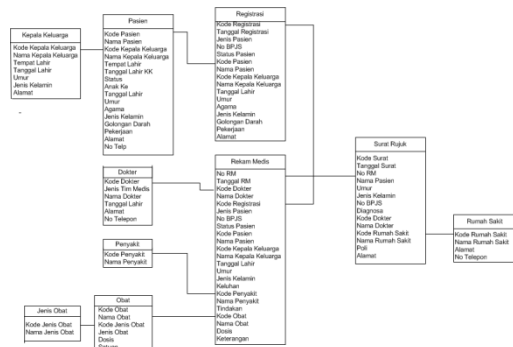 Kepala Keluarga
Kode Kepala Keluarga
Nama Kepala Keluarga
Tempat Lahir
Tanggal Lahir
Umur
Jenis Kelamin
Alamat
Pasien
Kode Pasien
Nama Pasien
Kode Kepala Keluarga
Nama Kepala Keluarga
Tempat Lahir
Tanggal Lahir KK
Status
Anak Ke
Tanggal Lahir
Umur
Agama
Jenis Kelamin
Golongan Darah
Pekerjaan
Alamat
No Telp
Registrasi
Kode Registrasi
Tanggal Registrasi
Jenis Pasien
No BPJS
Status Pasien
Kode Pasien
Nama Pasien
Kode Kepala Keluarga
Nama Kepala Keluarga
Tanggal Lahir
Umur
Agama
Jenis Kelamin
Golongan Darah
Pekerjaan
Alamat
Dokter
Kode Dokter
Jenis Tim Medis
Nama Dokter
Tanggal Lahir
Alamat
No Telepon
Penyakit
Kode Penyakit
Nama Penyakit
Jenis Obat
Kode Jenis Obat
Nama Jenis Obat
Obat
Kode Obat
Nama Obat
Kode Jenis Obat
Jenis Obat
Dosis
Rekam Medis
No RM
Tanggal RM
Kode Dokter
Nama Dokter
Kode Registrasi
Jenis Pasien
No BPJS
Status Pasien
Kode Pasien
Nama Pasien
Kode Kepala Keluarga
Nama Kepala Keluarga
Tanggal Lahir
Umur
Jenis Kelamin
Keluhan
Kode Penyakit
Nama Penyakit
Tindakan
Kode Obat
Nama Obat
Dosis
Keterangan
Surat Rujuk
Kode Surat
Tanggal Surat
No RM
Nama Pasien
Umur
Jenis Kelamin
No BPJS
Diagnosa
Kode Dokter
Nama Dokter
Kode Rumah Sakit
Nama Rumah Sakit
Poli
Alamat
Rumah Sakit
Kode Rumah Sakit
Nama Rumah Sakit
Alamat
No Telepon